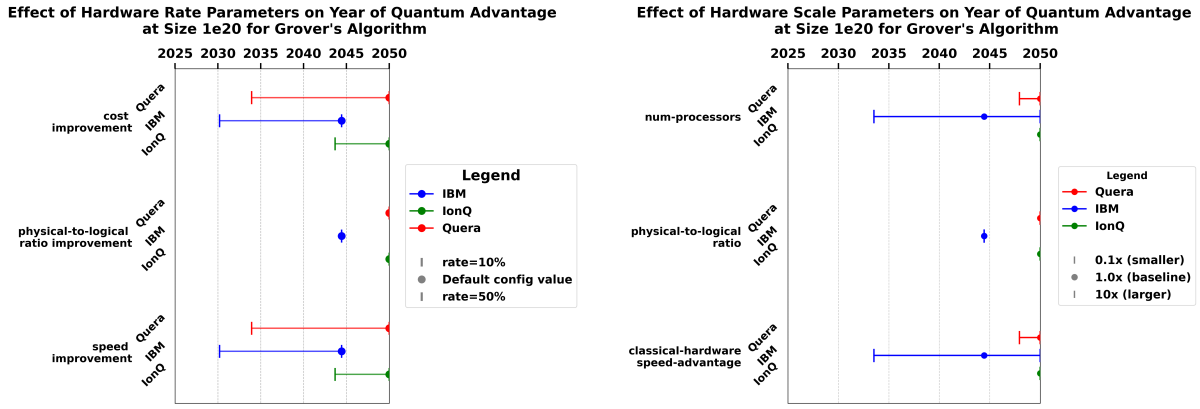 Effect of Hardware Rate Parameters on Year of Quantum Advantage
at Size 1e20 for Grover's Algorithm
2025 2030 2035 2040 2045 2050
cost
improvement
Quera
IBM
IonQ
physical-to-logical
ratio improvement
Quera
IBM
IonQ
speed
improvement
Quera
IBM
IonQ
Legend
IBM
IonQ
Quera
rate=10%
Default config value
rate=50%
Effect of Hardware Scale Parameters on Year of Quantum Advantage
at Size 1e20 for Grover's Algorithm
2025 2030 2035 2040 2045 2050
num-processors
Quera
IBM
IonQ
physical-to-logical
ratio
Quera
IBM
IonQ
classical-hardware
speed-advantage
Quera
IBM
IonQ
Legend
Quera
IBM
IonQ
0.1x (smaller)
1.0x (baseline)
10x (larger)